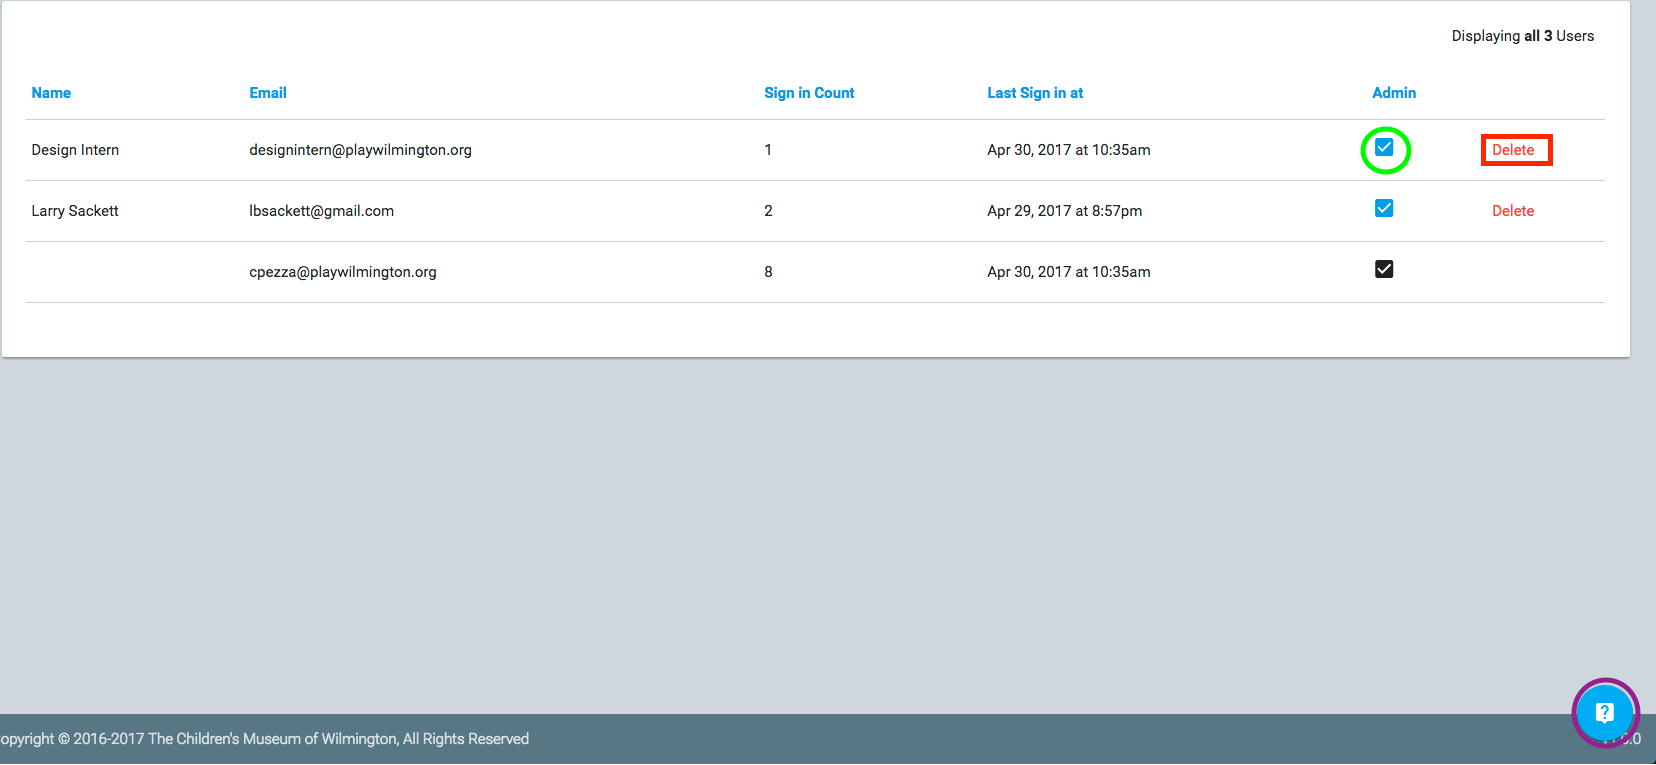 Displaying all 3 Users
Name Email Sign in Count Last Sign in at Admin
Design Intern designintern@playwilmington.org 1 Apr 30, 2017 at 10:35am Delete
Larry Sackett lbsackett@gmail.com 2 Apr 29, 2017 at 8:57pm Delete
cpezza@playwilmington.org 8 Apr 30, 2017 at 10:35am
?
opyright © 2016-2017 The Children's Museum of Wilmington, All Rights Reserved